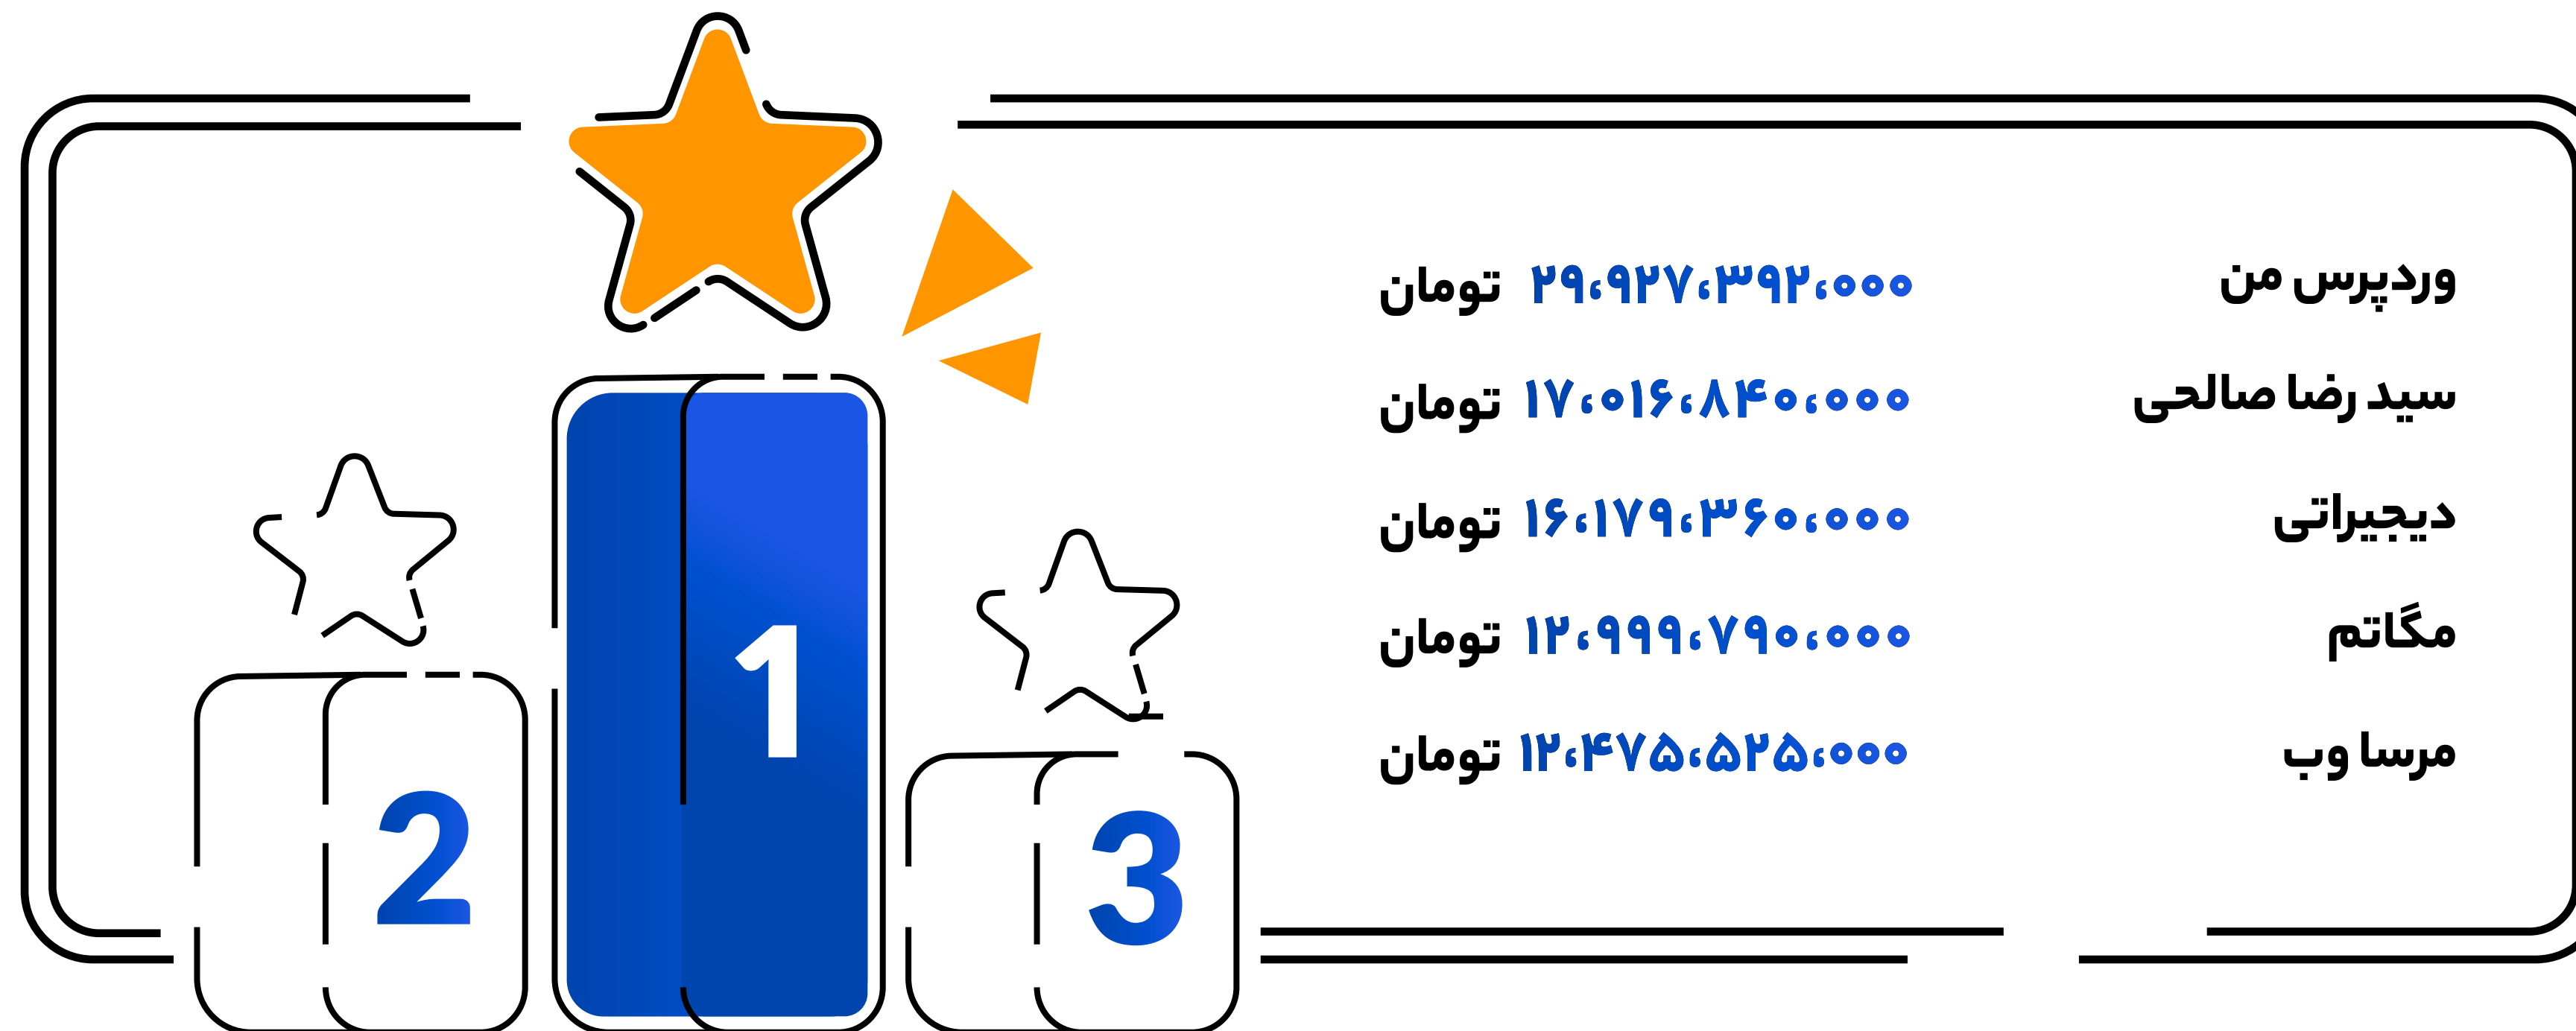 وردپرس من ۲۹،۹۲۷،۳۹۲،۰۰۰ تومان
سید رضا صالحی ۱۷،۰۱۶،۸۴۰،۰۰۰ تومان
دیجیراتی ۱۶،۱۷۹،۳۶۰،۰۰۰ تومان
مگاتم ۱۲،۹۹۹،۷۹۰،۰۰۰ تومان
مرسا وب ۱۲،۴۷۵،۵۲۵،۰۰۰ تومان
1
2
3